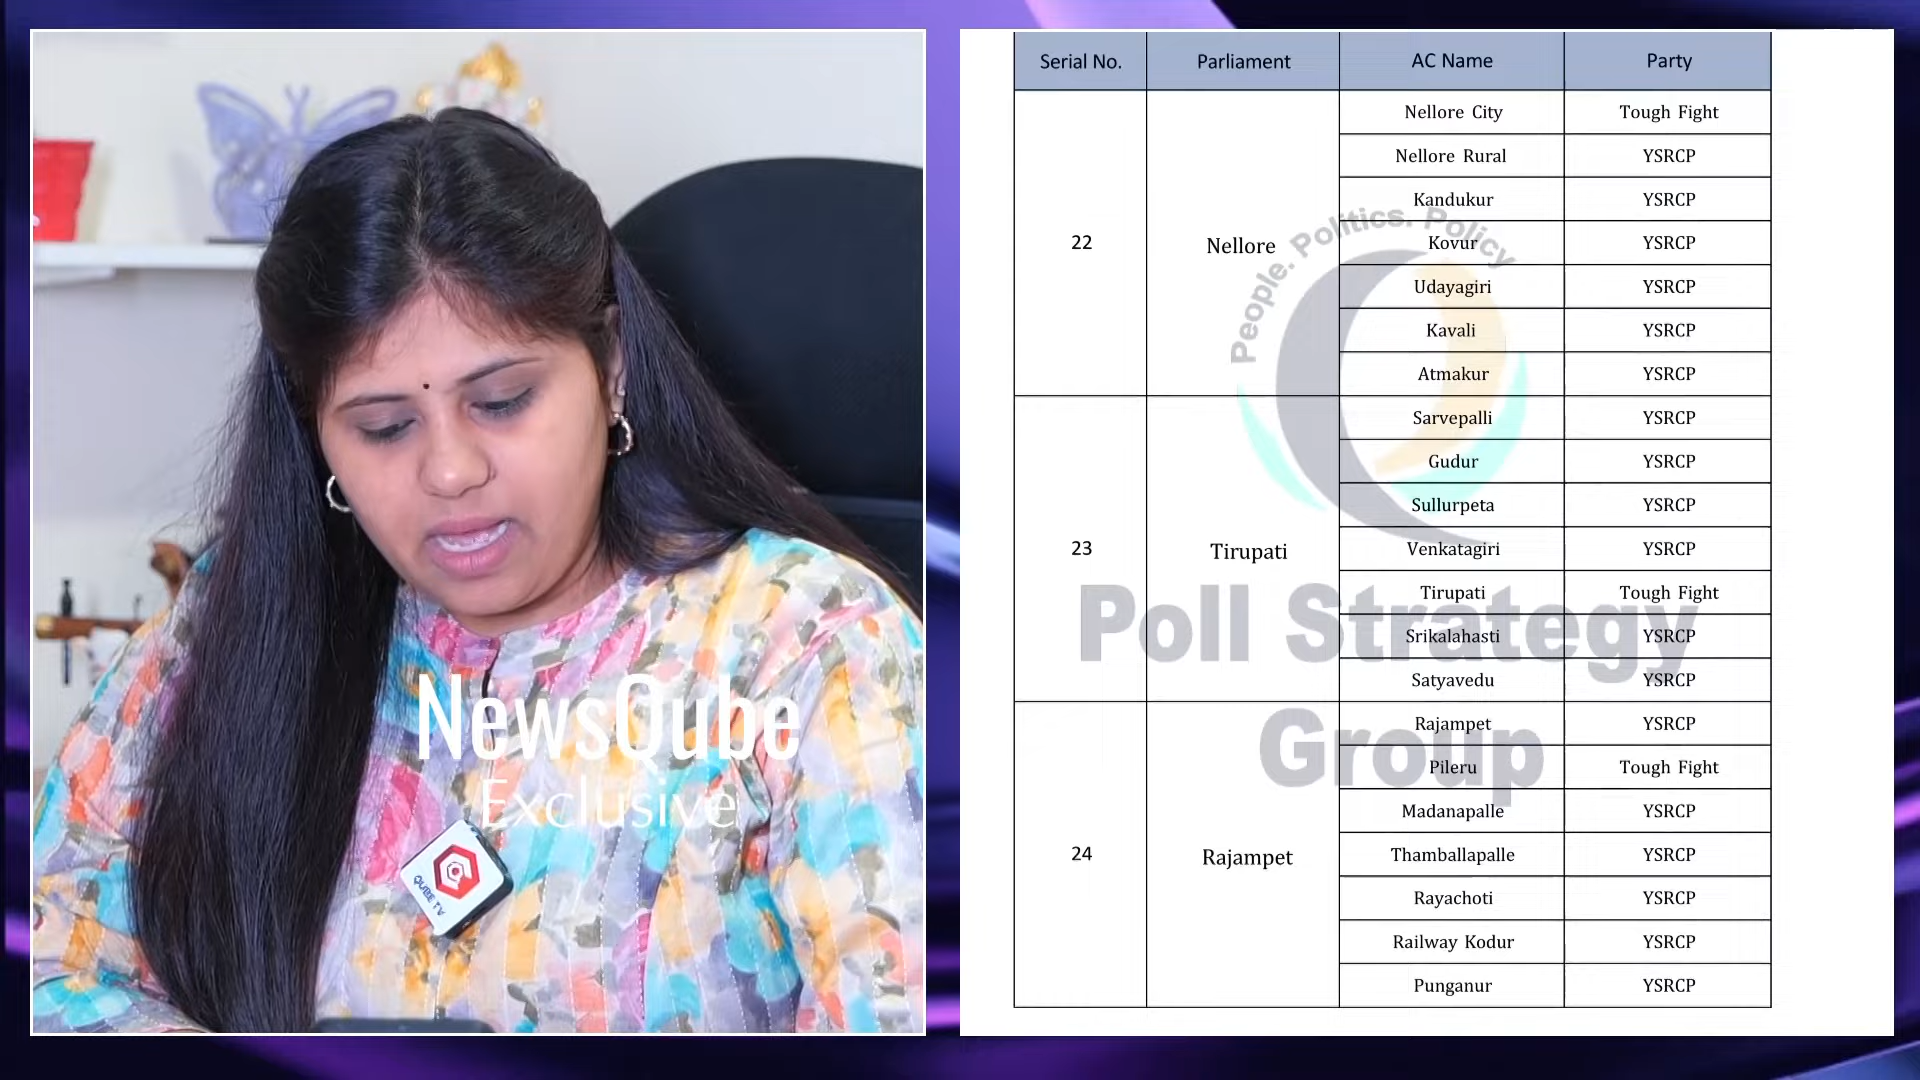 NewsQube
Exclusive
QUBE TV
Serial No. Parliament AC Name Party
22 Nellore
Nellore City Tough Fight
Nellore Rural YSRCP
Kandukur YSRCP
Kovur YSRCP
Udayagiri YSRCP
Kavali YSRCP
Atmakur YSRCP
23 Tirupati
Sarvepalli YSRCP
Gudur YSRCP
Sullurpeta YSRCP
Venkatagiri YSRCP
Tirupati Tough Fight
Srikalahasti YSRCP
Satyavedu YSRCP
24 Rajampet
Rajampet YSRCP
Pileru Tough Fight
Madanapalle YSRCP
Thamballapalle YSRCP
Rayachoti YSRCP
Railway Kodur YSRCP
Punganur YSRCP
People. Politics. Policy
Poll Strategy
Group